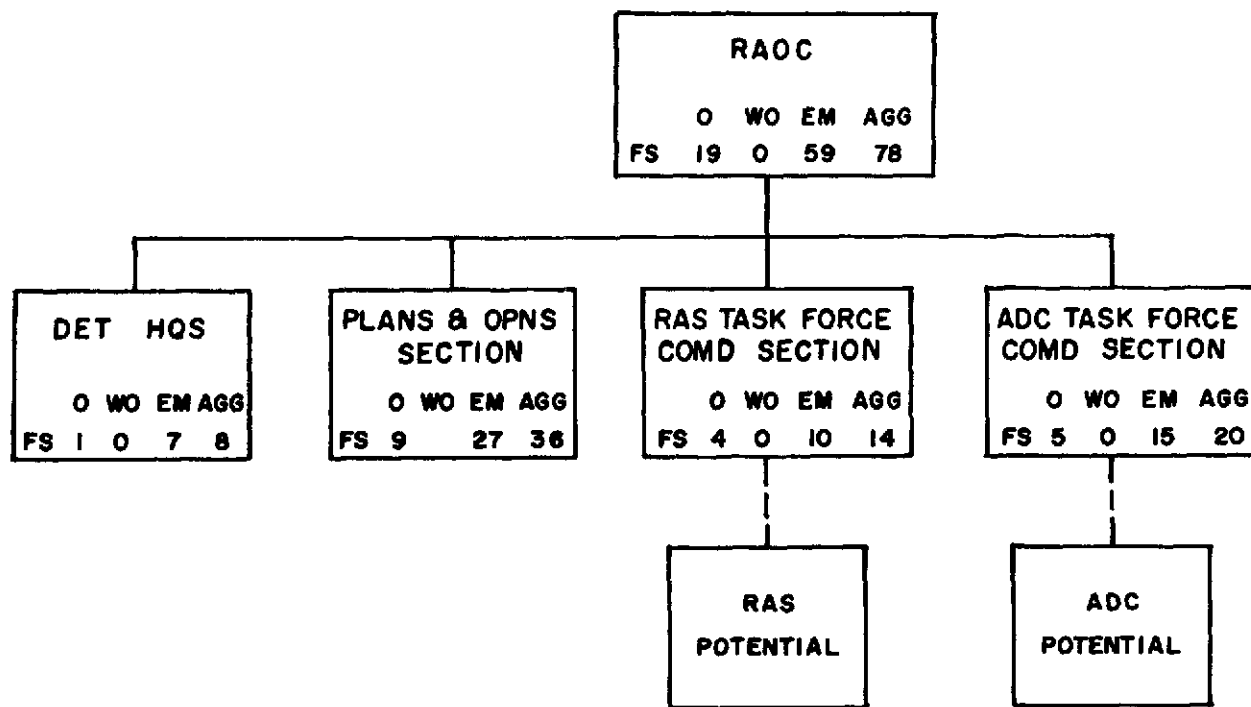 RAOC
O WO EM AGG
FS 19 0 59 78
DET HQS
O WO EM AGG
FS 1 0 7 8
PLANS & OPNS
SECTION
O WO EM AGG
FS 9 27 36
RAS TASK FORCE
COMD SECTION
O WO EM AGG
FS 4 0 10 14
ADC TASK FORCE
COMD SECTION
O WO EM AGG
FS 5 0 15 20
RAS
POTENTIAL
ADC
POTENTIAL